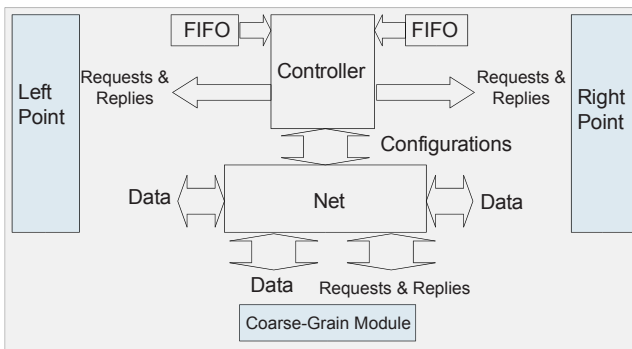 FIFO
FIFO
Controller
Requests &
Replies
Requests &
Replies
Left
Point
Right
Point
Configurations
Data
Net
Data
Data
Requests & Replies
Coarse-Grain Module